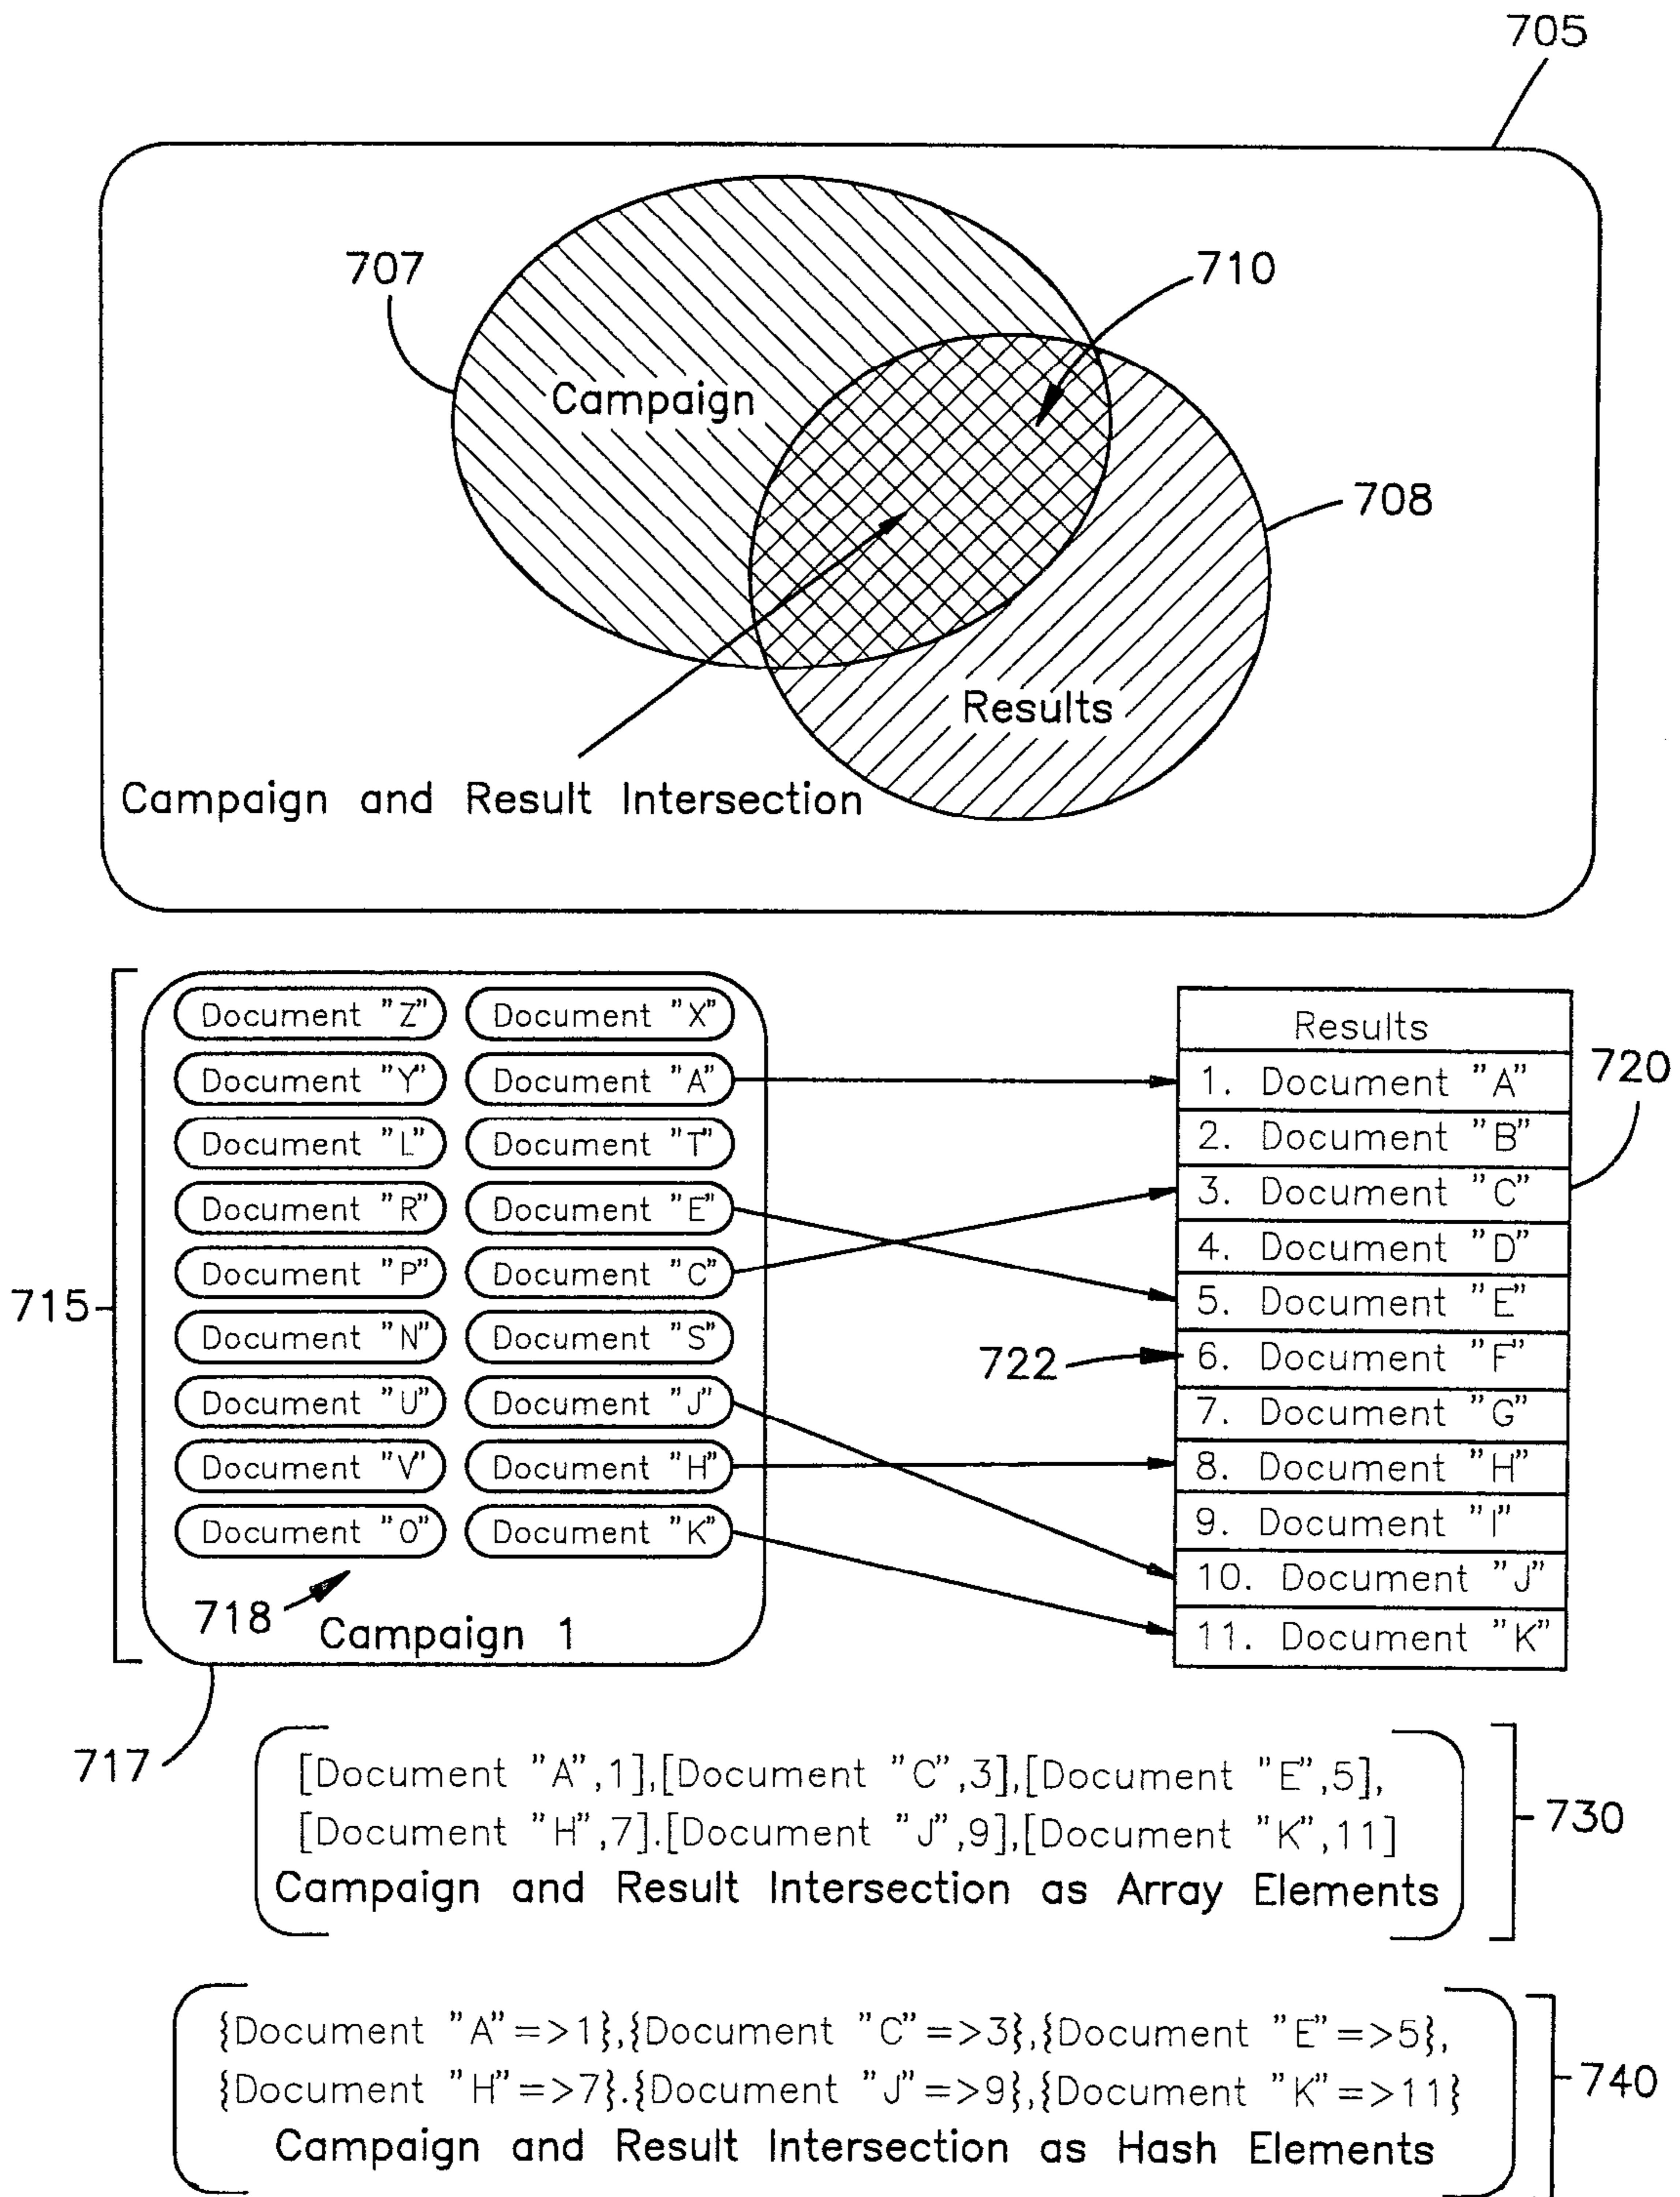 705
707
710
Campaign
708
Results
Campaign and Result Intersection
715
Document "Z" Document "X"
Document "Y" Document "A"
Document "L" Document "T"
Document "R" Document "E"
Document "P" Document "C"
Document "N" Document "S"
Document "U" Document "J"
Document "V" Document "H"
Document "O" Document "K"
718
Campaign 1
717
Results
1. Document "A"
2. Document "B"
3. Document "C"
4. Document "D"
5. Document "E"
6. Document "F"
7. Document "G"
8. Document "H"
9. Document "I"
10. Document "J"
11. Document "K"
720
722
[Document "A",1],[Document "C",3],[Document "E",5],
[Document "H",7].[Document "J",9],[Document "K",11]
Campaign and Result Intersection as Array Elements
730
{Document "A"=>1},{Document "C"=>3},{Document "E"=>5},
{Document "H"=>7}.{Document "J"=>9},{Document "K"=>11}
Campaign and Result Intersection as Hash Elements
740